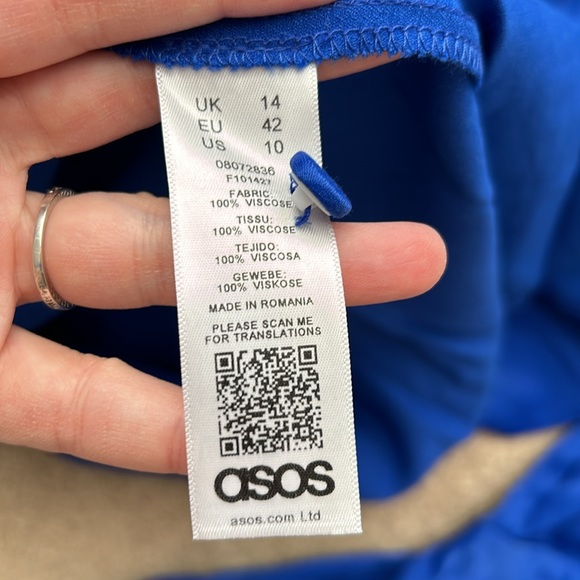 UK 14
EU 42
US 10
08072836
F101427
FABRIC:
100% VISCOSE
TISSU:
100% VISCOSE
TEJIDO:
100% VISCOSA
GEWEBE:
100% VISKOSE
MADE IN ROMANIA
PLEASE SCAN ME
FOR TRANSLATIONS
asos
asos.com Ltd